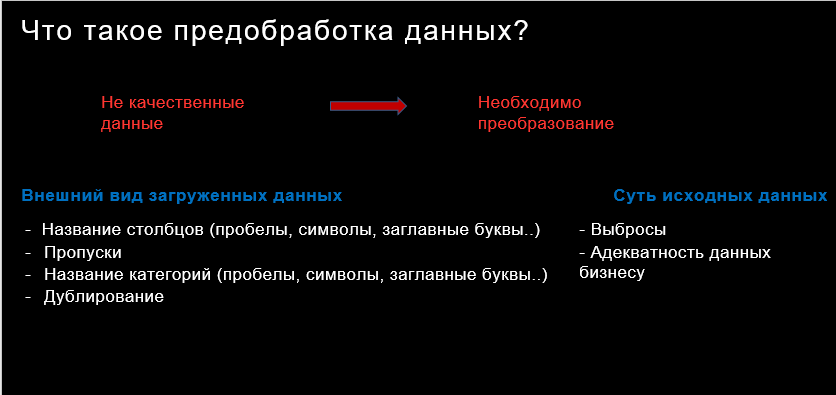 Что такое предобработка данных?
Не качественные
данные
Необходимо
преобразование
Внешний вид загруженных данных
- Название столбцов (пробелы, символы, заглавные буквы..)
- Пропуски
- Название категорий (пробелы, символы, заглавные буквы..)
- Дублирование
Суть исходных данных
- Выбросы
- Адекватность данных
бизнесу